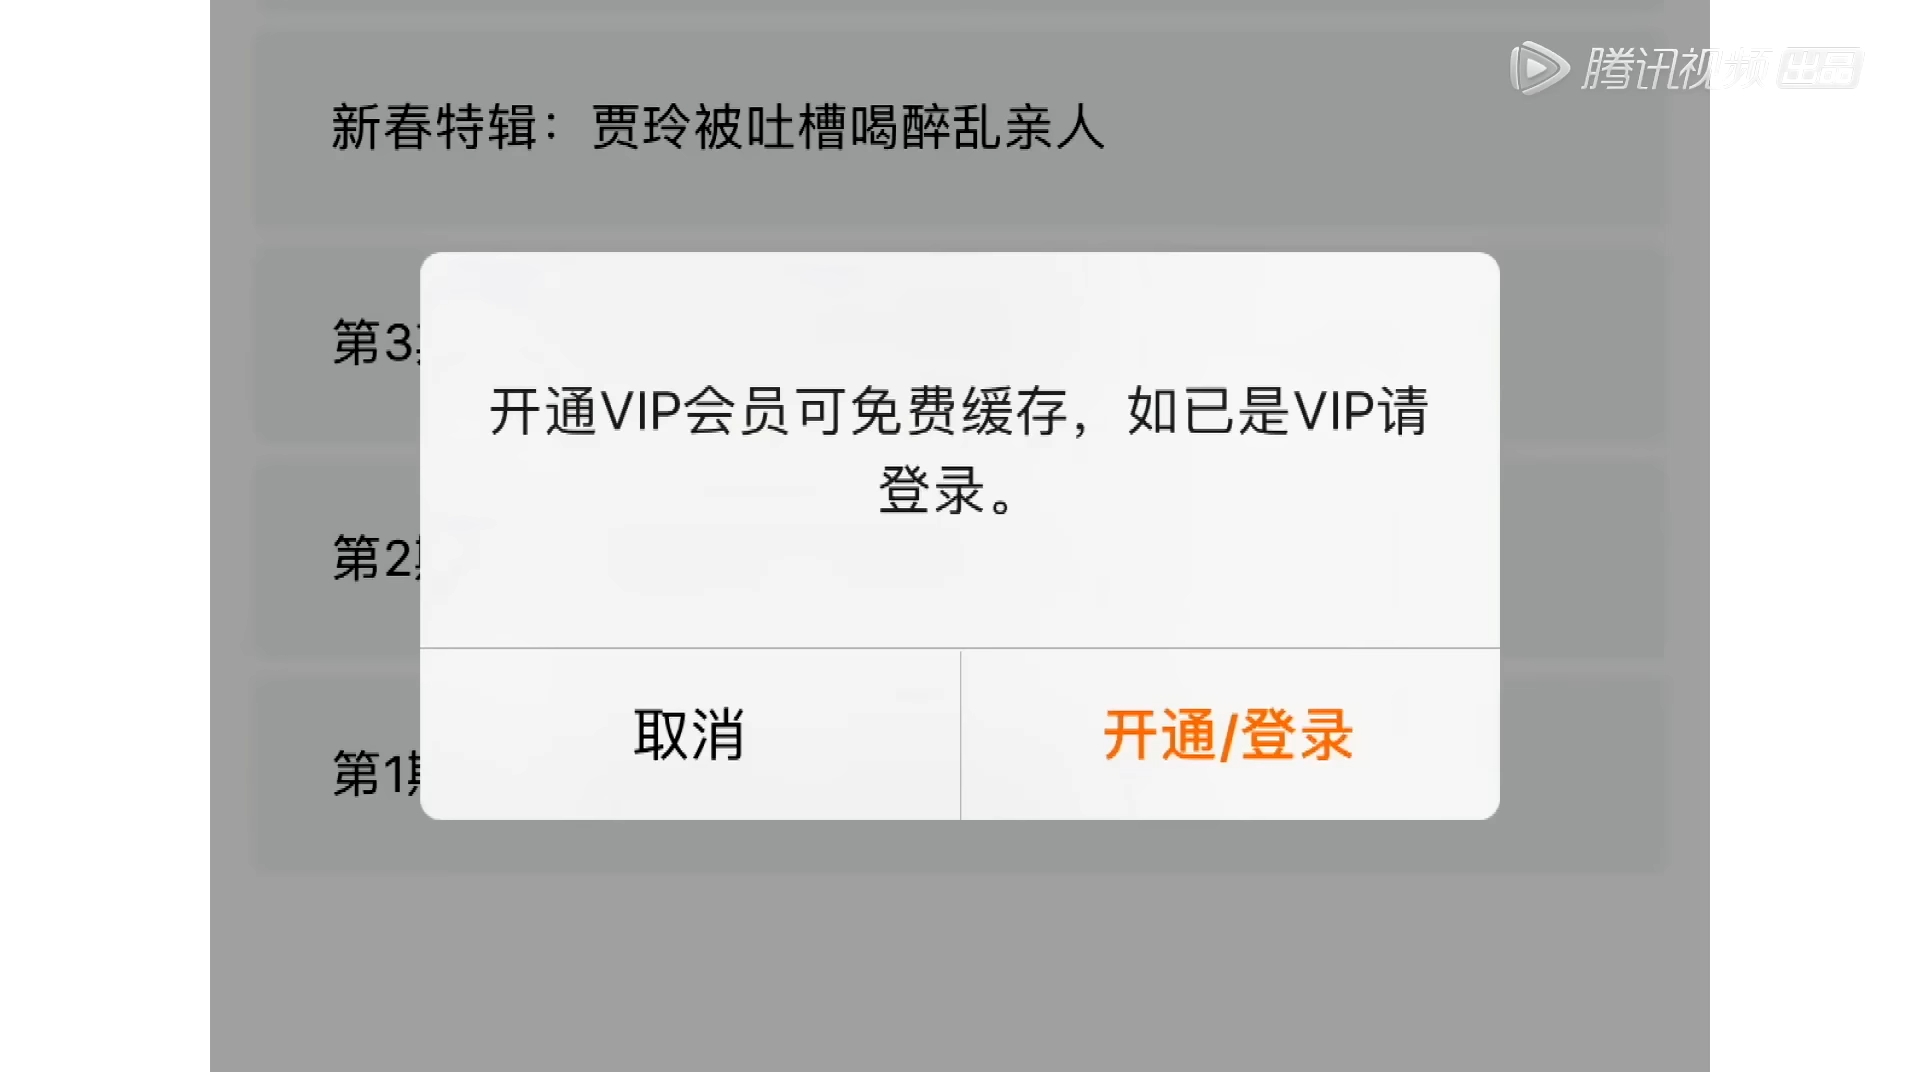 腾讯视频 出品
新春特辑：贾玲被吐槽喝醉乱亲人
第3
开通VIP会员可免费缓存，如已是VIP请
登录。
第2
取消
开通/登录
第1